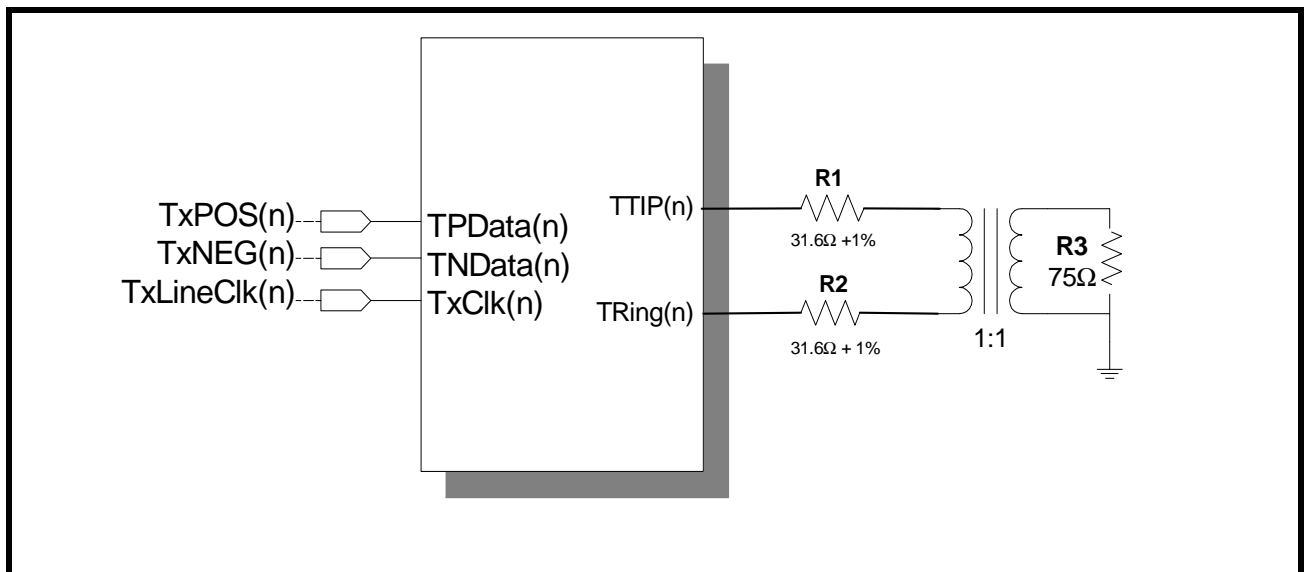 TxPOS(n)
TxNEG(n)
TxLineClk(n)
TPData(n)
TNData(n)
TxClk(n)
TTIP(n)
TRing(n)
R1
31.6Ω +1%
R2
31.6Ω + 1%
1:1
R3
75Ω